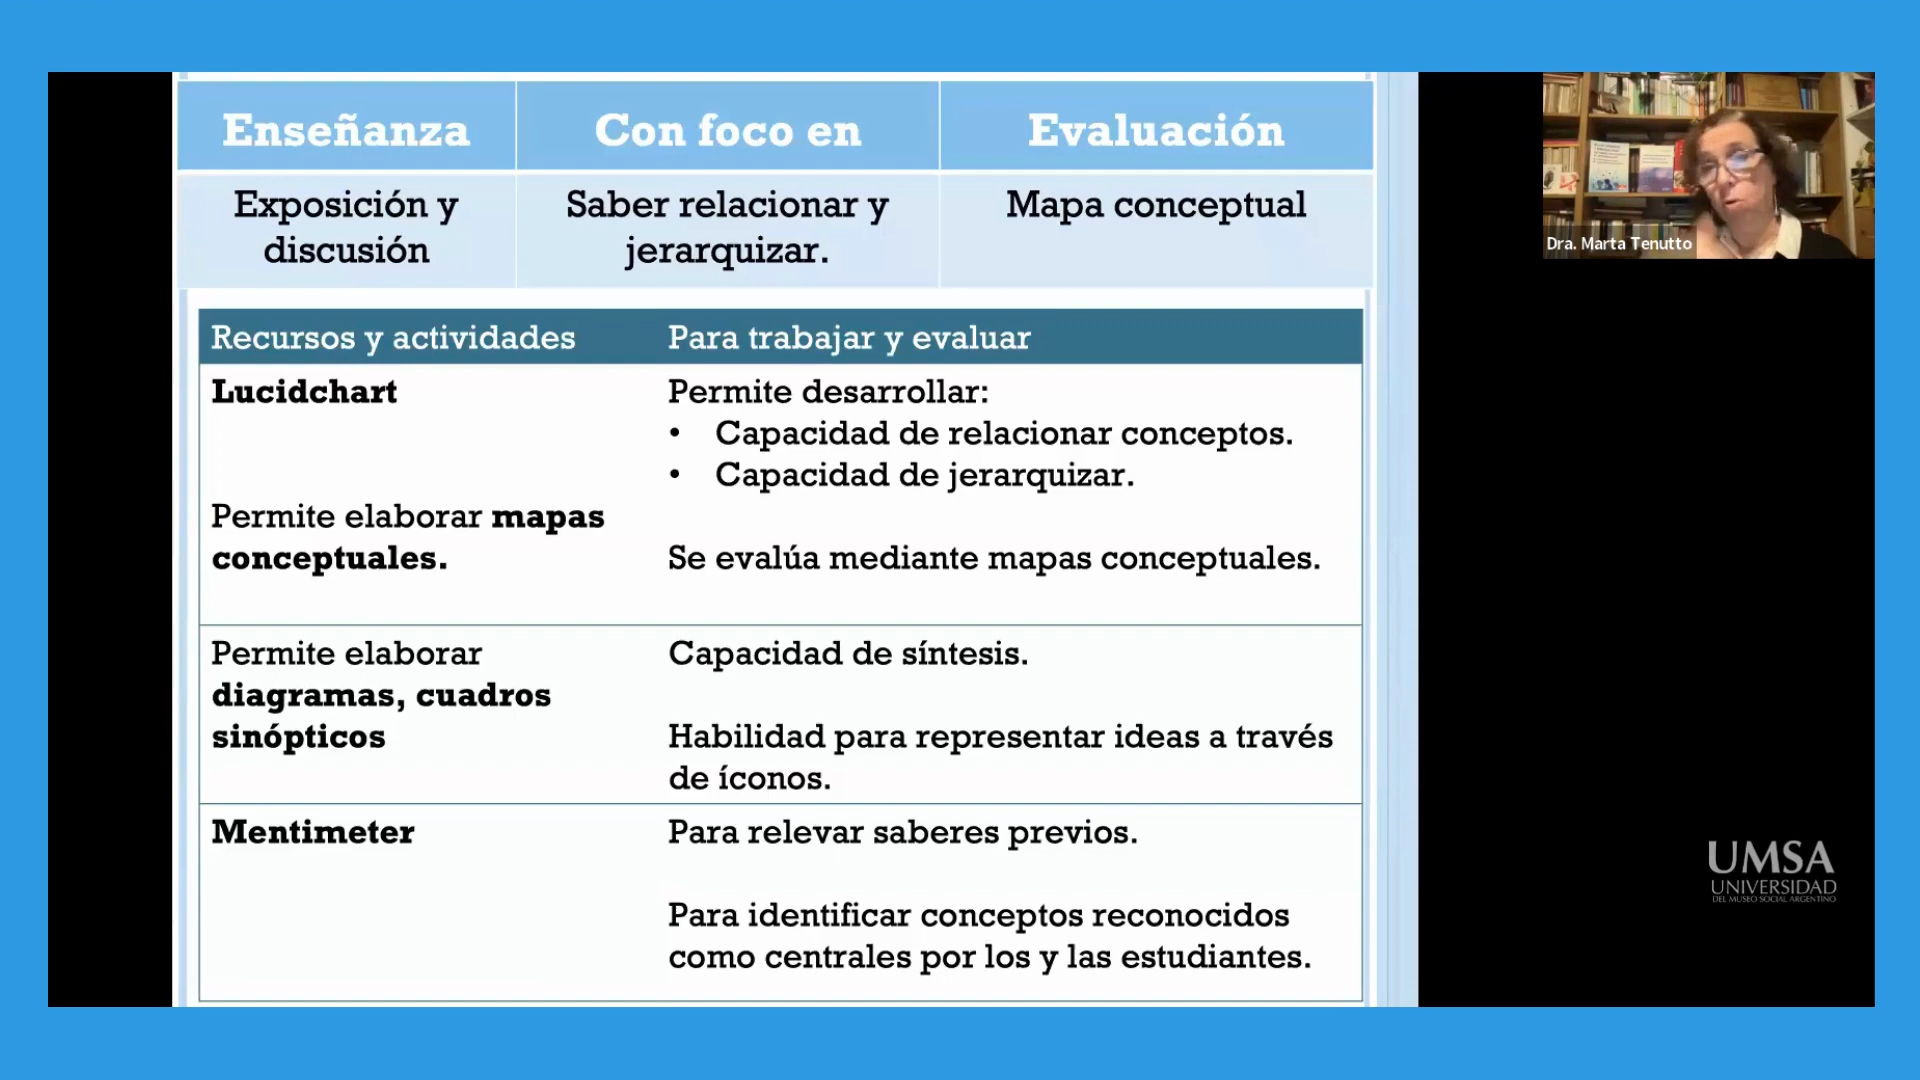 Enseñanza
Con foco en
Evaluación
Exposición y
discusión
Saber relacionar y
jerarquizar.
Mapa conceptual
Recursos y actividades
Para trabajar y evaluar
Lucidchart
Permite elaborar mapas
conceptuales.
Permite desarrollar:
• Capacidad de relacionar conceptos.
• Capacidad de jerarquizar.
Se evalúa mediante mapas conceptuales.
Permite elaborar
diagramas, cuadros
sinópticos
Capacidad de síntesis.
Habilidad para representar ideas a través
de íconos.
Mentimeter
Para relevar saberes previos.
Para identificar conceptos reconocidos
como centrales por los y las estudiantes.
Dra. Marta Tenutto
UMSA
UNIVERSIDAD
DEL MUSEO SOCIAL ARGENTINO